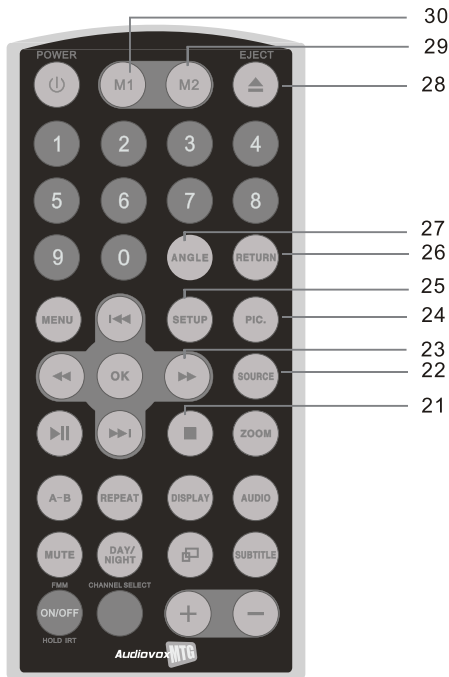 30
29
POWER
EJECT
M1 M2
28
1 2 3 4
5 6 7 8
27
9 0 ANGLE RETURN
26
25
MENU SETUP PIC.
24
23
OK SOURCE
22
21
ZOOM
A-B REPEAT DISPLAY AUDIO
MUTE DAY/
NIGHT SUBTITLE
FMM CHANNEL SELECT
ON/OFF + −
HOLD IRT
Audiovox MTG